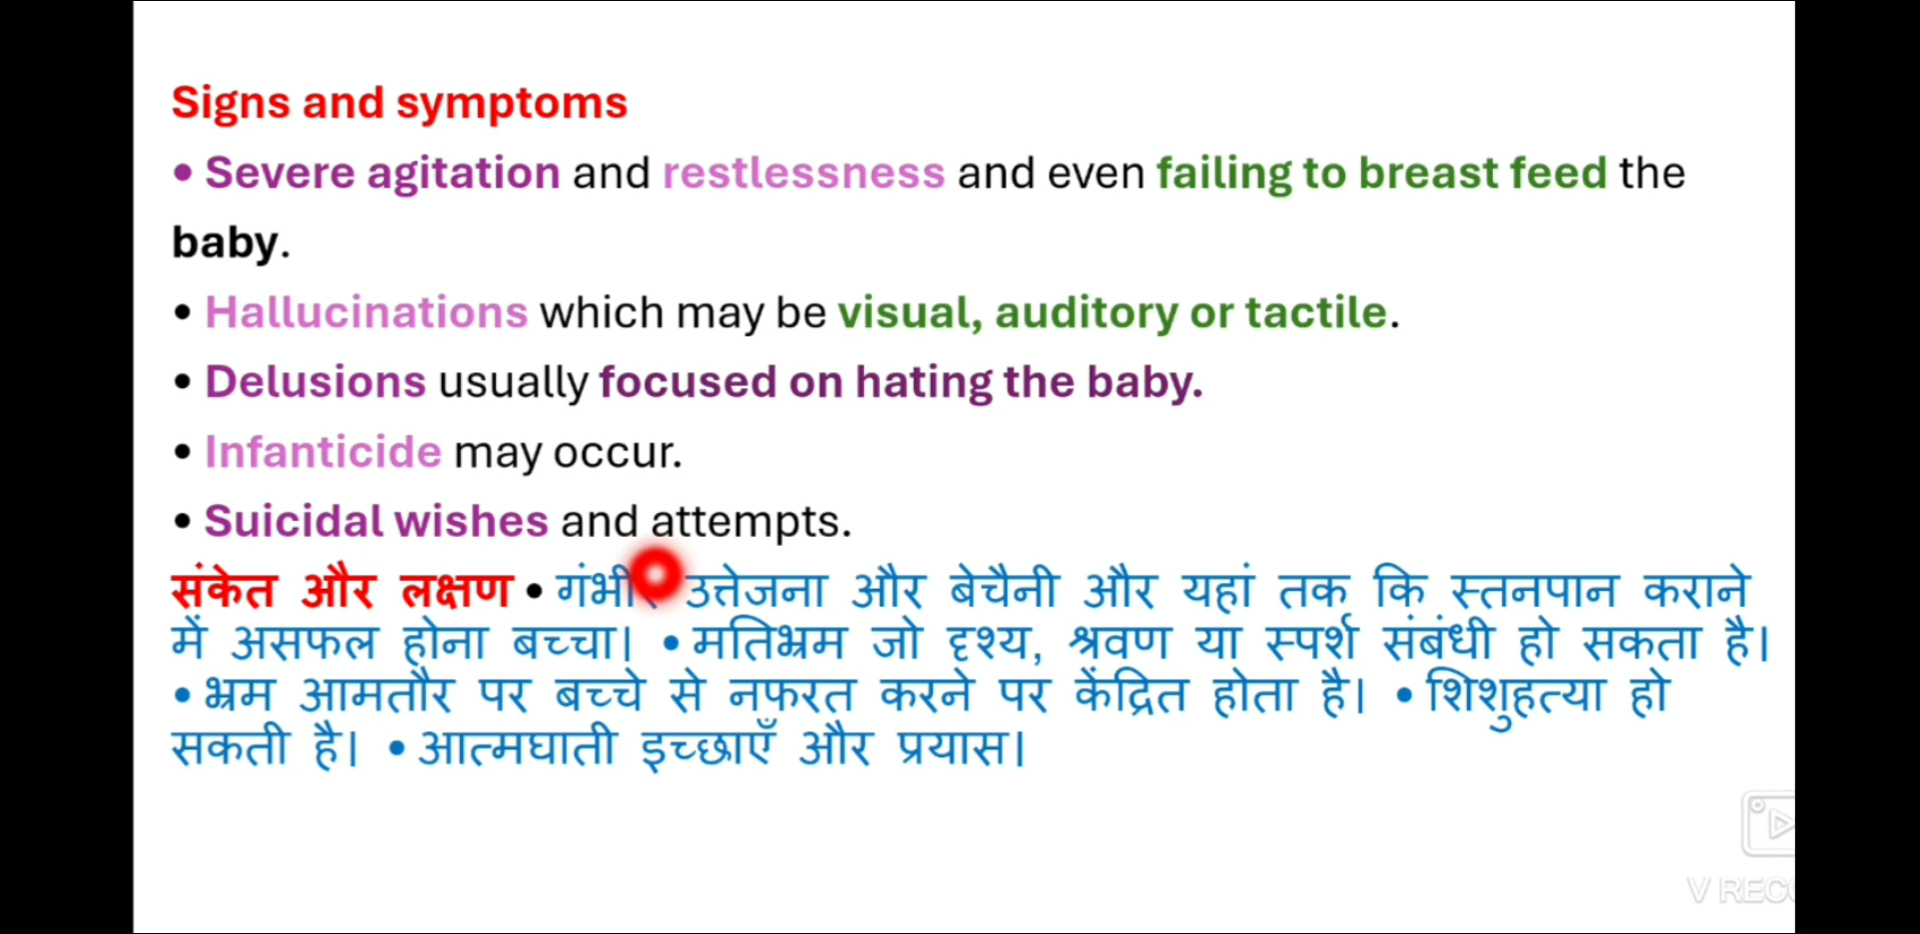 Signs and symptoms
• Severe agitation and restlessness and even failing to breast feed the
baby.
• Hallucinations which may be visual, auditory or tactile.
• Delusions usually focused on hating the baby.
• Infanticide may occur.
• Suicidal wishes and attempts.
संकेत और लक्षण • गंभीर उत्तेजना और बेचैनी और यहां तक कि स्तनपान कराने
में असफल होना बच्चा। • मतिभ्रम जो दृश्य, श्रवण या स्पर्श संबंधी हो सकता है।
• भ्रम आमतौर पर बच्चे से नफरत करने पर केंद्रित होता है। • शिशुहत्या हो
सकती है। • आत्मघाती इच्छाएँ और प्रयास।
V RECO